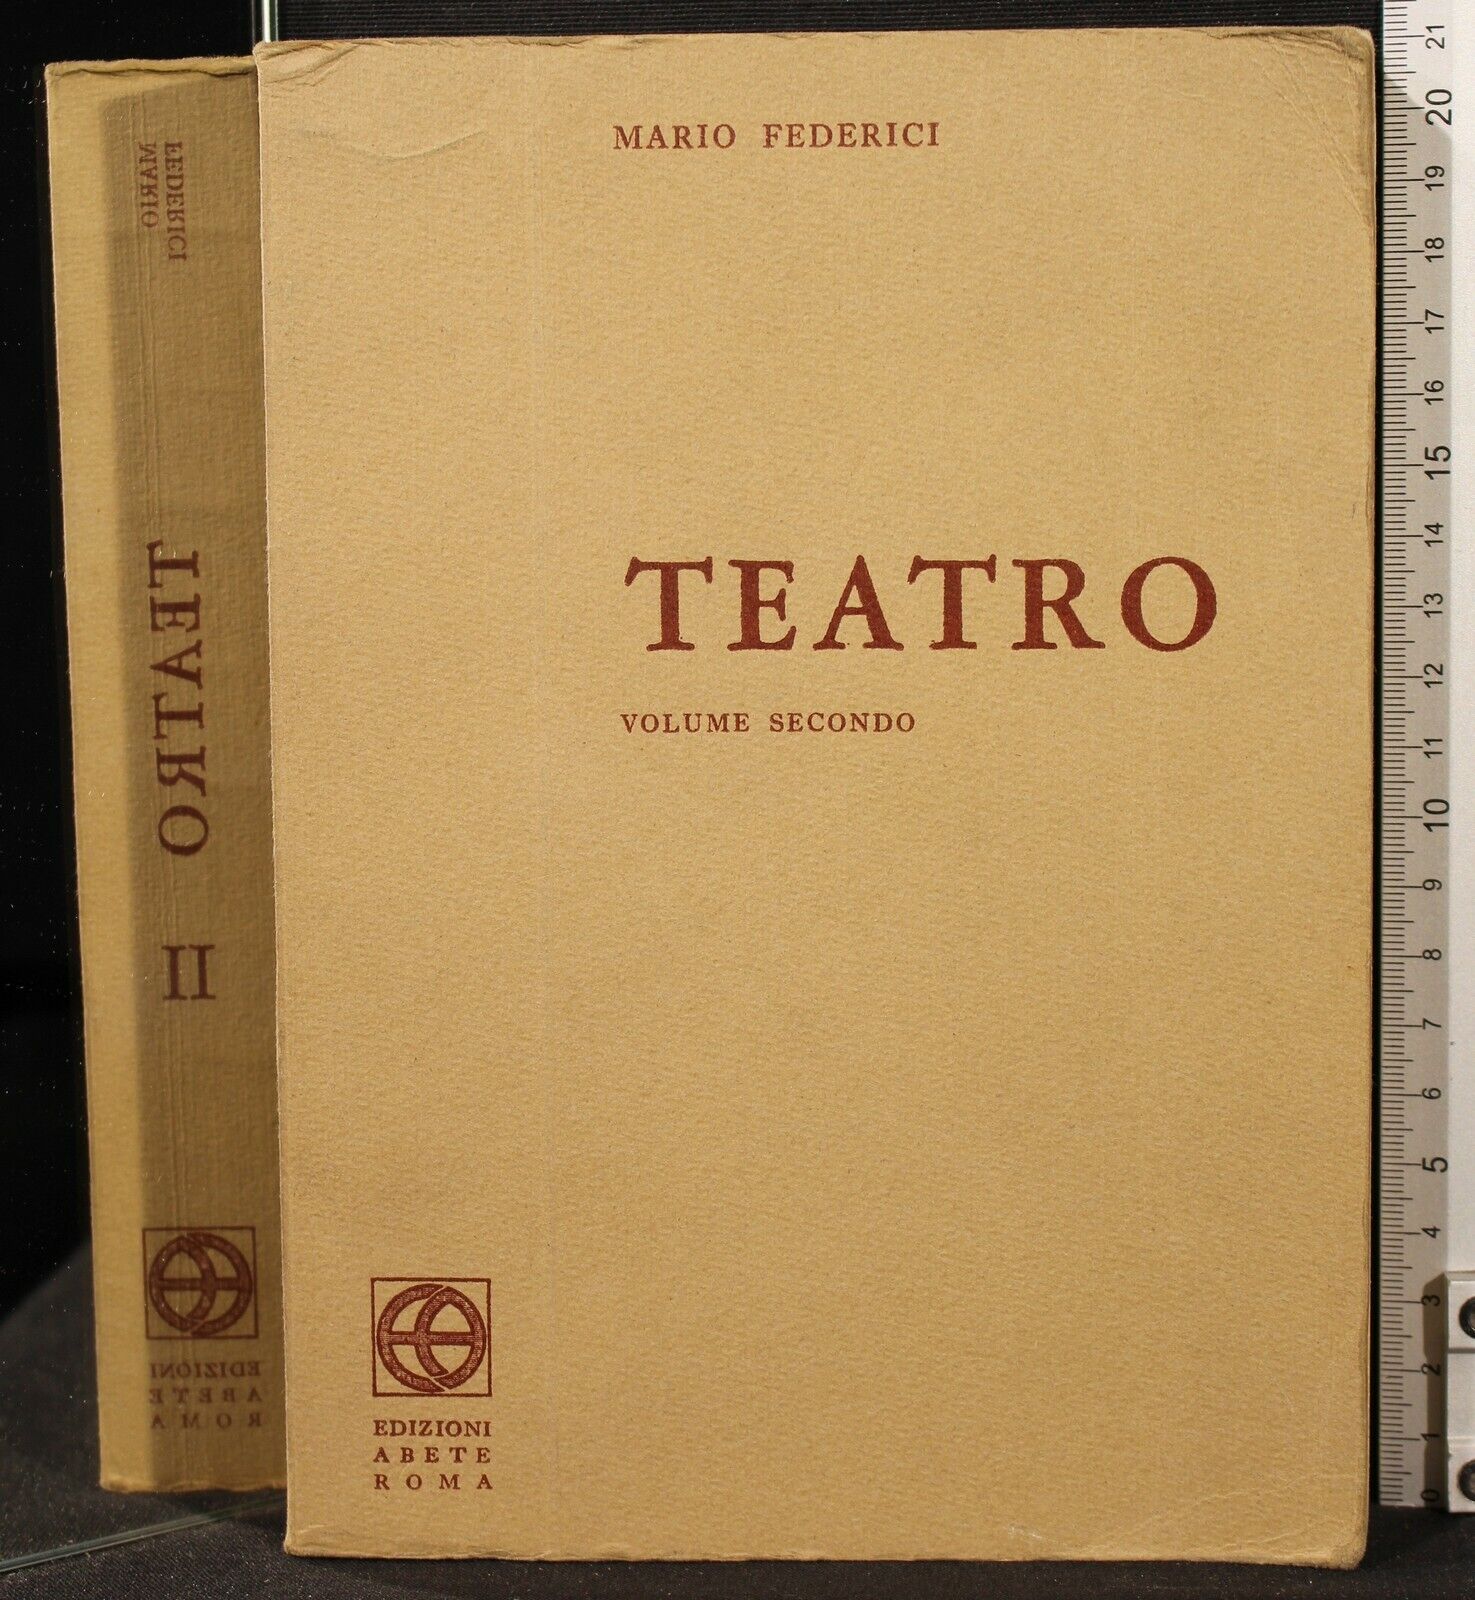 MARIO FEDERICI
TEATRO
VOLUME SECONDO
EDIZIONI
ABETE
ROMA
MARIO
FEDERICI
TEATRO II
EDIZIONI
ABETE
ROMA
21
20
19
18
17
16
15
14
13
12
11
10
9
8
7
6
5
4
3
2
1
0